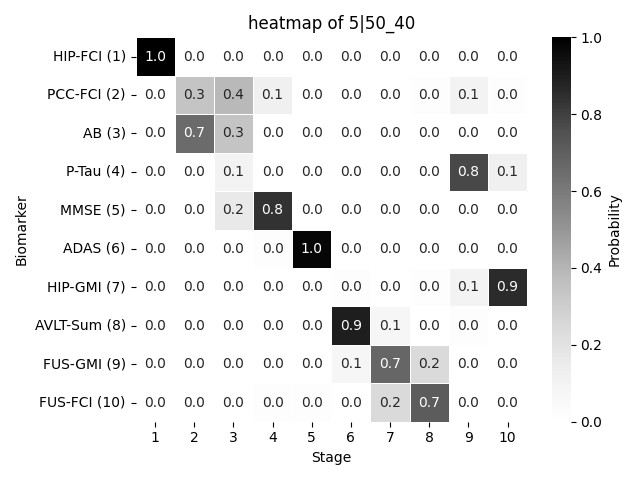 heatmap of 5|50_40
HIP-FCI (1) 1.0 0.0 0.0 0.0 0.0 0.0 0.0 0.0 0.0 0.0
PCC-FCI (2) 0.0 0.3 0.4 0.1 0.0 0.0 0.0 0.0 0.1 0.0
AB (3) 0.0 0.7 0.3 0.0 0.0 0.0 0.0 0.0 0.0 0.0
P-Tau (4) 0.0 0.0 0.1 0.0 0.0 0.0 0.0 0.0 0.8 0.1
MMSE (5) 0.0 0.0 0.2 0.8 0.0 0.0 0.0 0.0 0.0 0.0
ADAS (6) 0.0 0.0 0.0 0.0 1.0 0.0 0.0 0.0 0.0 0.0
HIP-GMI (7) 0.0 0.0 0.0 0.0 0.0 0.0 0.0 0.0 0.1 0.9
AVLT-Sum (8) 0.0 0.0 0.0 0.0 0.0 0.9 0.1 0.0 0.0 0.0
FUS-GMI (9) 0.0 0.0 0.0 0.0 0.0 0.1 0.7 0.2 0.0 0.0
FUS-FCI (10) 0.0 0.0 0.0 0.0 0.0 0.0 0.2 0.7 0.0 0.0
1 2 3 4 5 6 7 8 9 10
Stage
Biomarker
1.0
0.8
0.6
0.4
0.2
0.0
Probability